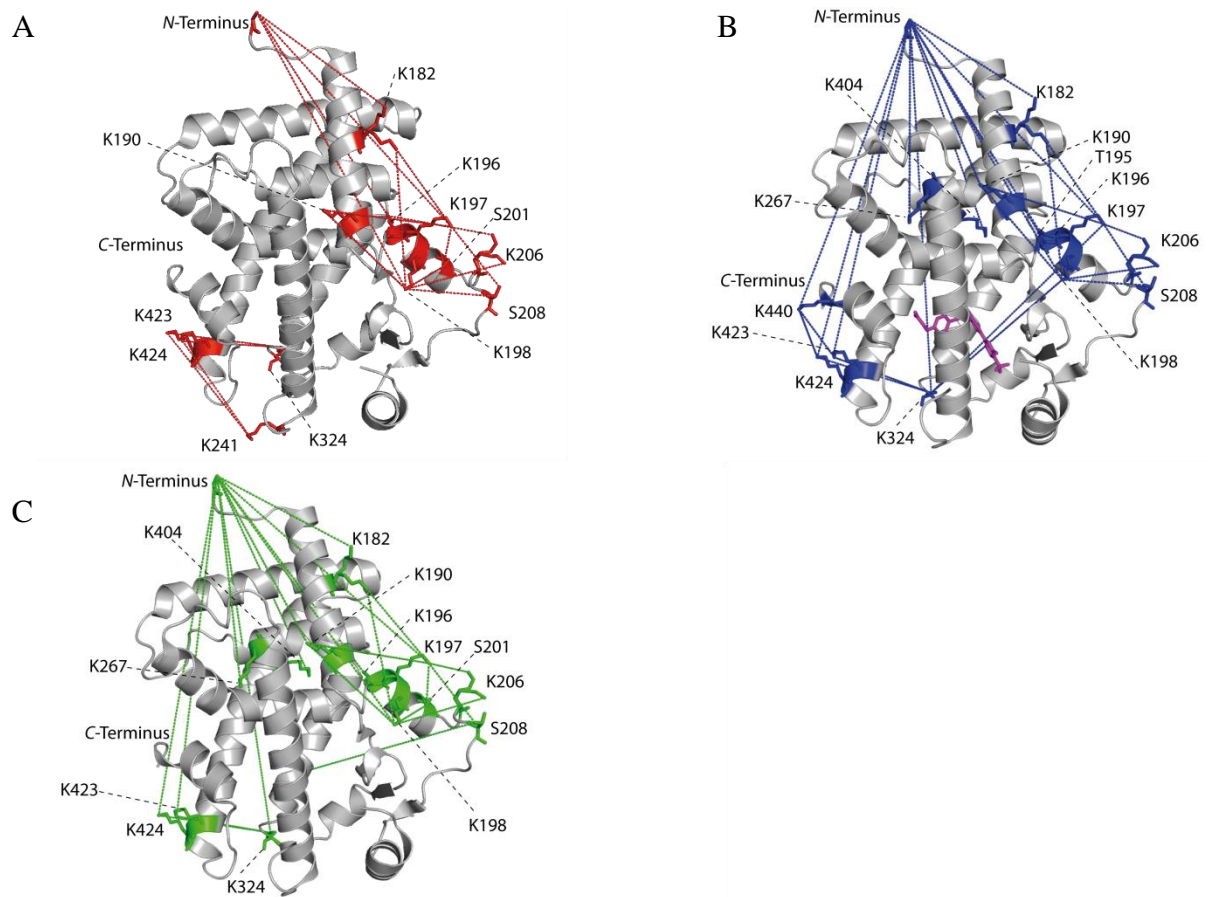 A
N-Terminus
K182
K190
K196
K197
S201
C-Terminus
K206
S208
K423
K424
K198
K241
K324
B
N-Terminus
K404
K182
K190
T195
K196
K267
K197
K206
C-Terminus
S208
K440
K423
K198
K424
K324
C
N-Terminus
K404
K182
K190
K196
K197
S201
K267
K206
C-Terminus
S208
K423
K424
K198
K324